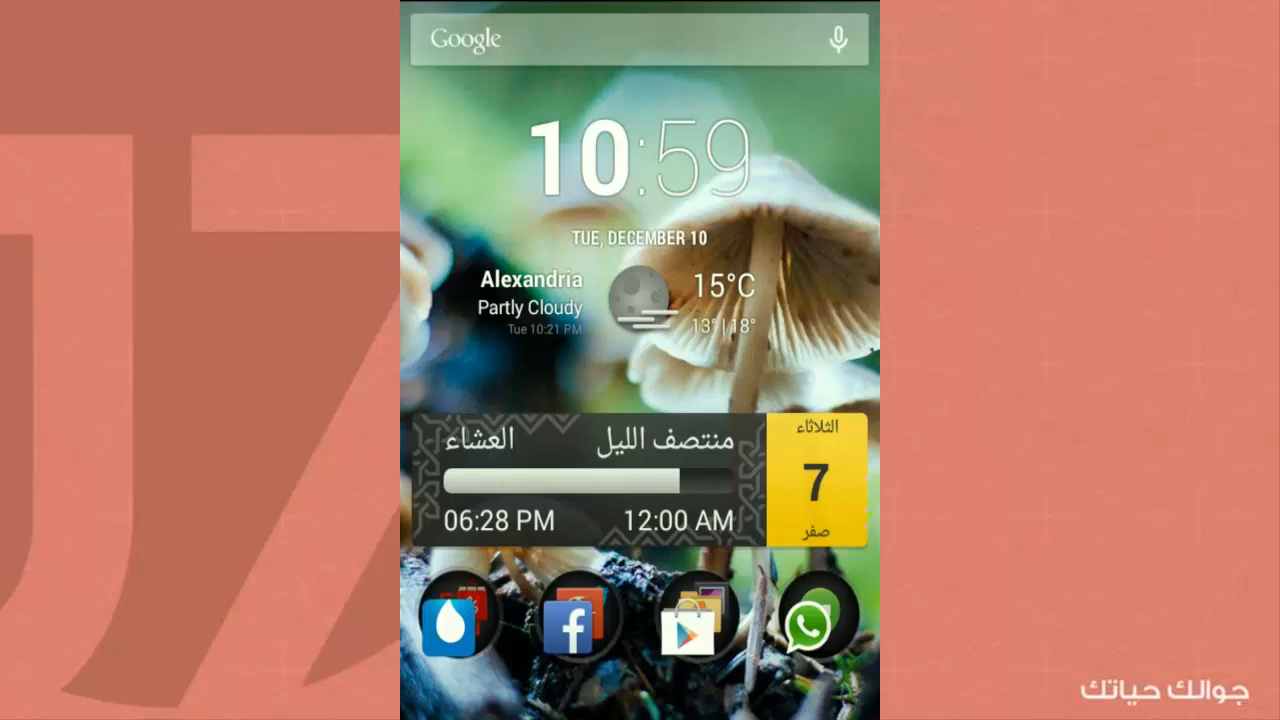 Google
10:59
TUE, DECEMBER 10
Alexandria
Partly Cloudy
Tue 10:21 PM
15°C
13° | 18°
العشاء
منتصف الليل
06:28 PM
12:00 AM
الثلاثاء
7
صفر
جوالك حياتك